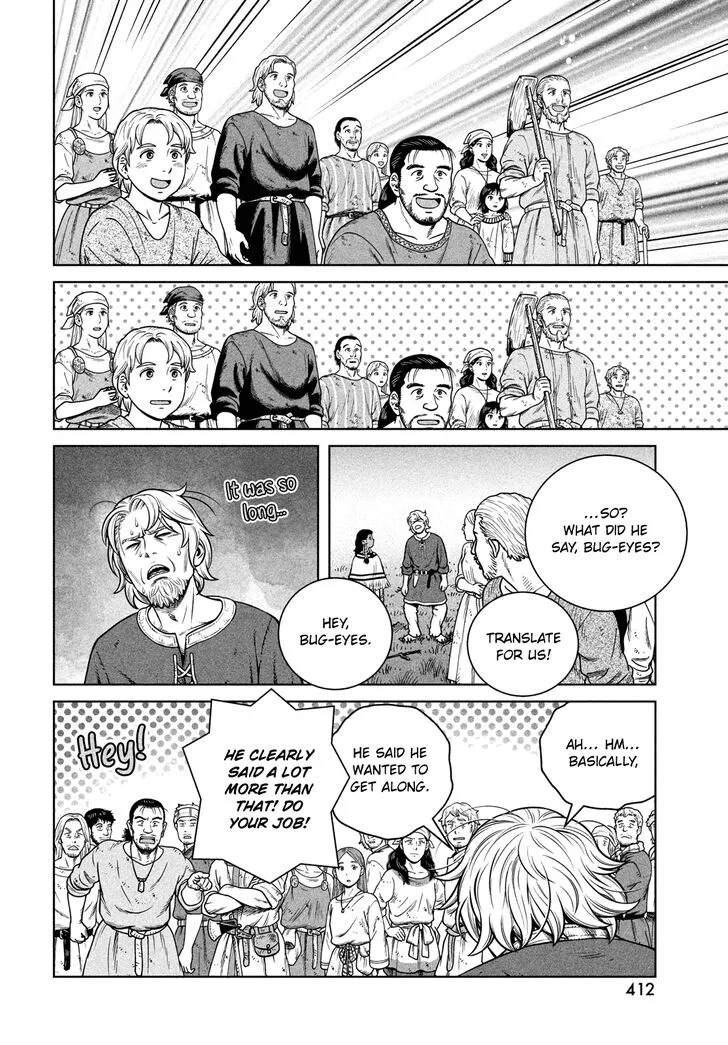 ...SO?
WHAT DID HE
SAY, BUG-EYES?
TRANSLATE
FOR US!
HEY,
BUG-EYES.
It was so
long...
AH... HM...
BASICALLY,
HE SAID HE
WANTED TO
GET ALONG.
HE CLEARLY
SAID A LOT
MORE THAN
THAT! DO
YOUR JOB!
Hey!
412